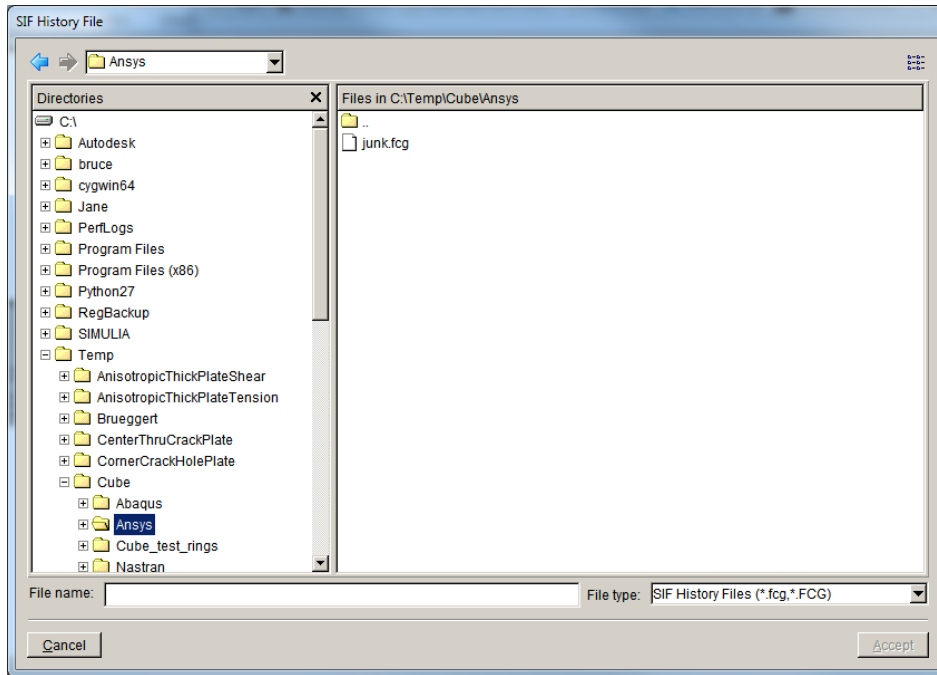 SIF History File
Ansys
Directories
Files in C:\Temp\Cube\Ansys
C:\
..
Autodesk
junk.fcg
bruce
cygwin64
Jane
PerfLogs
Program Files
Program Files (x86)
Python27
RegBackup
SIMULIA
Temp
AnisotropicThickPlateShear
AnisotropicThickPlateTension
Brueggert
CenterThruCrackPlate
CornerCrackHolePlate
Cube
Abaqus
Ansys
Cube_test_rings
Nastran
File name:
File type: SIF History Files (*.fcg,*.FCG)
Cancel
Accept